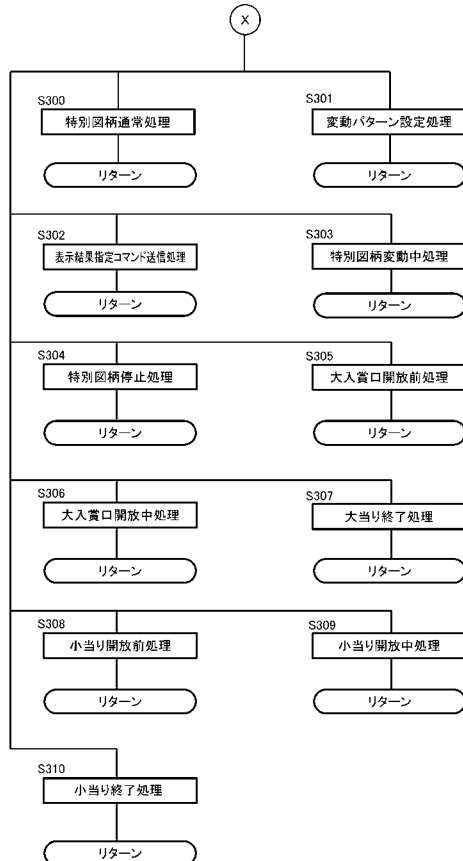 X
S300
特別図柄通常処理
リターン
S301
変動パターン設定処理
リターン
S302
表示結果指定コマンド送信処理
リターン
S303
特別図柄変動中処理
リターン
S304
特別図柄停止処理
リターン
S305
大入賞口開放前処理
リターン
S306
大入賞口開放中処理
リターン
S307
大当り終了処理
リターン
S308
小当り開放前処理
リターン
S309
小当り開放中処理
リターン
S310
小当り終了処理
リターン